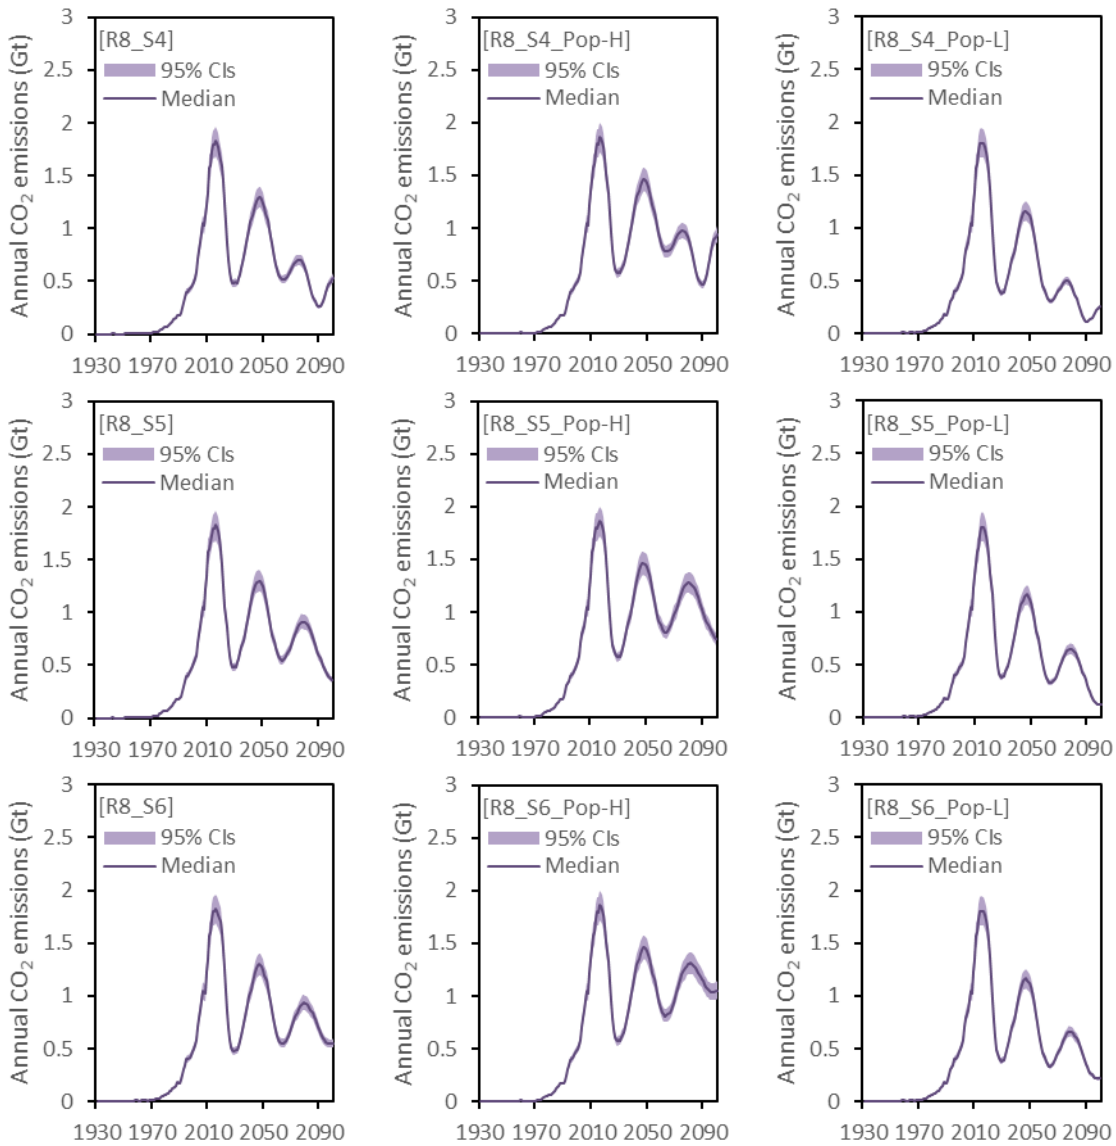 Annual CO₂ emissions (Gt)
3
2.5
2
1.5
1
0.5
0
[R8_S4]
95% CIs
Median
1930 1970 2010 2050 2090
Annual CO₂ emissions (Gt)
3
2.5
2
1.5
1
0.5
0
[R8_S4_Pop-H]
95% CIs
Median
1930 1970 2010 2050 2090
Annual CO₂ emissions (Gt)
3
2.5
2
1.5
1
0.5
0
[R8_S4_Pop-L]
95% CIs
Median
1930 1970 2010 2050 2090
Annual CO₂ emissions (Gt)
3
2.5
2
1.5
1
0.5
0
[R8_S5]
95% CIs
Median
1930 1970 2010 2050 2090
Annual CO₂ emissions (Gt)
3
2.5
2
1.5
1
0.5
0
[R8_S5_Pop-H]
95% CIs
Median
1930 1970 2010 2050 2090
Annual CO₂ emissions (Gt)
3
2.5
2
1.5
1
0.5
0
[R8_S5_Pop-L]
95% CIs
Median
1930 1970 2010 2050 2090
Annual CO₂ emissions (Gt)
3
2.5
2
1.5
1
0.5
0
[R8_S6]
95% CIs
Median
1930 1970 2010 2050 2090
Annual CO₂ emissions (Gt)
3
2.5
2
1.5
1
0.5
0
[R8_S6_Pop-H]
95% CIs
Median
1930 1970 2010 2050 2090
Annual CO₂ emissions (Gt)
3
2.5
2
1.5
1
0.5
0
[R8_S6_Pop-L]
95% CIs
Median
1930 1970 2010 2050 2090